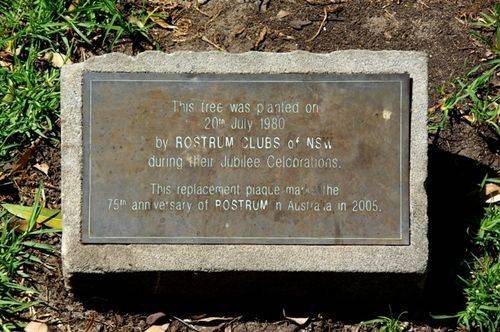 This tree was planted on
20th July 1980
by ROSTRUM CLUBS of NSW
during their Jubilee Celebrations.
This replacement plaque marks the
75th anniversary of ROSTRUM in Australia in 2005.